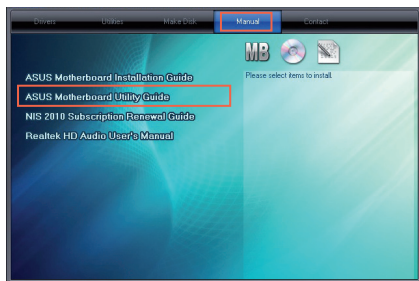 Drivers Utilities Make Disk Manual Contact
MB
Please select items to install.
ASUS Motherboard Installation Guide
ASUS Motherboard Utility Guide
NIS 2010 Subscription Renewal Guide
Realtek HD Audio User's Manual